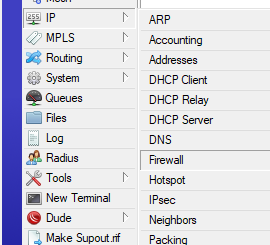 Mesh
IP
MPLS
Routing
System
Queues
Files
Log
Radius
Tools
New Terminal
Dude
Make Supout.rif
ARP
Accounting
Addresses
DHCP Client
DHCP Relay
DHCP Server
DNS
Firewall
Hotspot
IPsec
Neighbors
Packing